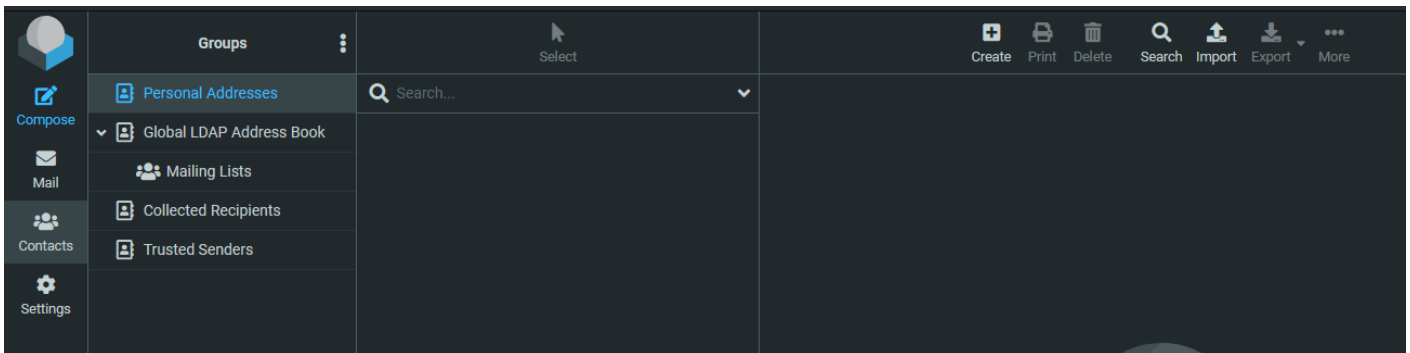 Groups
Select
Create Print Delete Search Import Export More
Compose
Mail
Contacts
Settings
Personal Addresses
Global LDAP Address Book
Mailing Lists
Collected Recipients
Trusted Senders
Search...